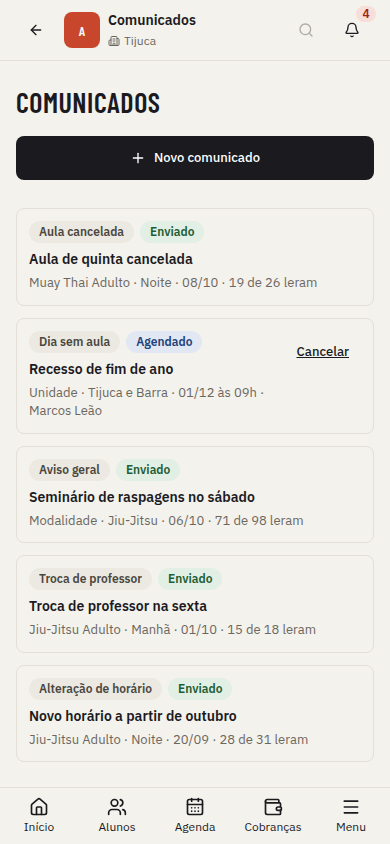 A
Comunicados
Tijuca
4
COMUNICADOS
+ Novo comunicado
Aula cancelada Enviado
Aula de quinta cancelada
Muay Thai Adulto · Noite · 08/10 · 19 de 26 leram
Dia sem aula Agendado
Cancelar
Recesso de fim de ano
Unidade · Tijuca e Barra · 01/12 às 09h ·
Marcos Leão
Aviso geral Enviado
Seminário de raspagens no sábado
Modalidade · Jiu-Jitsu · 06/10 · 71 de 98 leram
Troca de professor Enviado
Troca de professor na sexta
Jiu-Jitsu Adulto · Manhã · 01/10 · 15 de 18 leram
Alteração de horário Enviado
Novo horário a partir de outubro
Jiu-Jitsu Adulto · Noite · 20/09 · 28 de 31 leram
Início Alunos Agenda Cobranças Menu